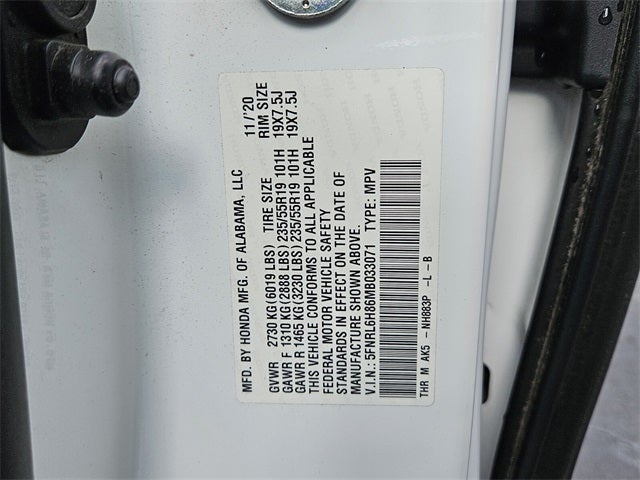 MFD. BY HONDA MFG. OF ALABAMA, LLC 11/'20
GVWR 2730 KG (6019 LBS) TIRE SIZE RIM SIZE
GAWR F 1310 KG (2888 LBS) 235/55R19 101H 19X7.5J
GAWR R 1465 KG (3230 LBS) 235/55R19 101H 19X7.5J
THIS VEHICLE CONFORMS TO ALL APPLICABLE
FEDERAL MOTOR VEHICLE SAFETY
STANDARDS IN EFFECT ON THE DATE OF
MANUFACTURE SHOWN ABOVE.
V.I.N.: 5FNRL6H86MB033071 TYPE: MPV
THR M AK5 - NH883P -L -B